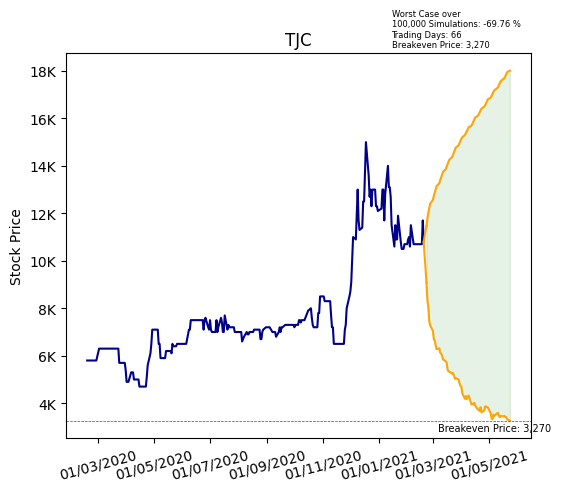 Worst Case over
100,000 Simulations: -69.76 %
Trading Days: 66
Breakeven Price: 3,270
TJC
18K
16K
14K
12K
10K
8K
6K
4K
Stock Price
Breakeven Price: 3,270
01/03/2020 01/05/2020 01/07/2020 01/09/2020 01/11/2020 01/01/2021 01/03/2021 01/05/2021